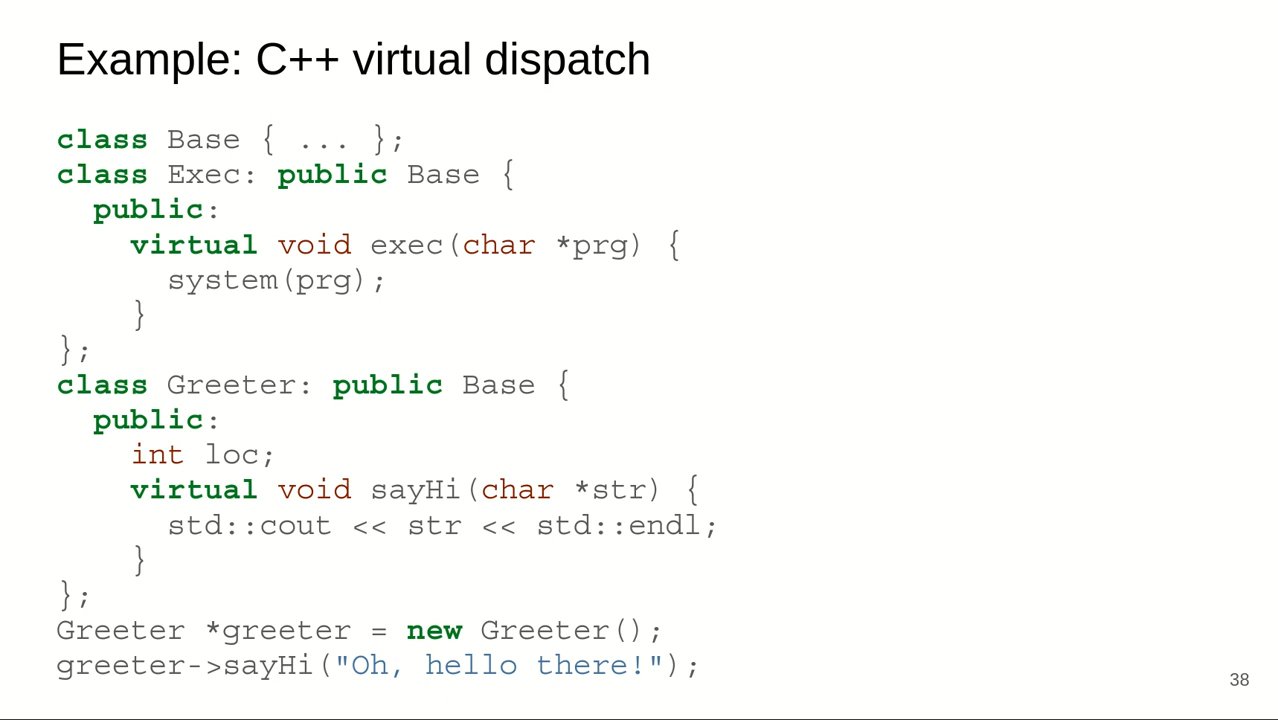 Example: C++ virtual dispatch
class Base { ... };
class Exec: public Base {
  public:
    virtual void exec(char *prg) {
      system(prg);
    }
};
class Greeter: public Base {
  public:
    int loc;
    virtual void sayHi(char *str) {
      std::cout << str << std::endl;
    }
};
Greeter *greeter = new Greeter();
greeter->sayHi("Oh, hello there!");
38